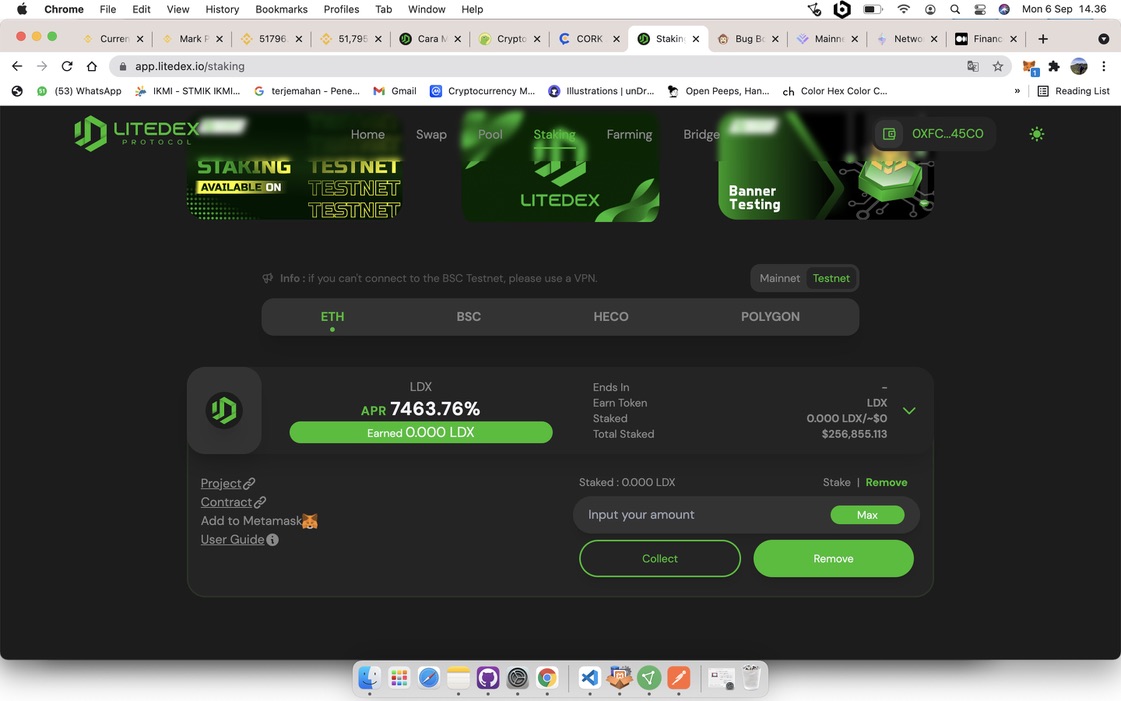 Chrome File Edit View History Bookmarks Profiles Tab Window Help Mon 6 Sep 14.36
Curren Mark P 51796. 51,795 Cara M Crypto CORK Stakin Bug Bo Mainne Netwo Financ
app.litedex.io/staking 1
(53) WhatsApp IKMI - STMIK IKMI... terjemahan - Pene... Gmail Cryptocurrency M... Illustrations | unDr... Open Peeps, Han... ch Color Hex Color C... » Reading List
LITEDEX
PROTOCOL
Home Swap Pool Staking Farming Bridge 0XFC...45C0
STAKING
AVAILABLE ON
TESTNET
TESTNET
TESTNET
LITEDEX
Banner
Testing
Info : if you can't connect to the BSC Testnet, please use a VPN. Mainnet Testnet
ETH BSC HECO POLYGON
LDX
APR 7463.76%
Earned 0.000 LDX
Ends In –
Earn Token LDX
Staked 0.000 LDX/~$0
Total Staked $256,855.113
Project
Contract
Add to Metamask
User Guide
Staked : 0.000 LDX Stake | Remove
Input your amount Max
Collect Remove